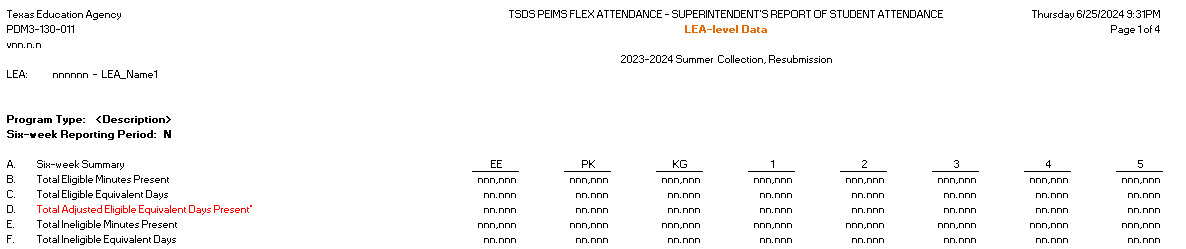 Texas Education Agency TSDS PEIMS FLEX ATTENDANCE - SUPERINTENDENT'S REPORT OF STUDENT ATTENDANCE Thursday 6/25/2024 9:31PM
PDM3-130-011 LEA-level Data Page 1 of 4
vnn.n.n
2023-2024 Summer Collection, Resubmission
LEA: nnnnnn - LEA_Name1
Program Type: <Description>
Six-week Reporting Period: N
A. Six-week Summary EE PK KG 1 2 3 4 5
B. Total Eligible Minutes Present nnn,nnn nnn,nnn nnn,nnn nnn,nnn nnn,nnn nnn,nnn nnn,nnn nnn,nnn
C. Total Eligible Equivalent Days nn.nnn nn.nnn nn.nnn nn.nnn nn.nnn nn.nnn nn.nnn nn.nnn
D. Total Adjusted Eligible Equivalent Days Present* nn.nnn nn.nnn nn.nnn nn.nnn nn.nnn nn.nnn nn.nnn nn.nnn
E. Total Ineligible Minutes Present nnn,nnn nnn,nnn nnn,nnn nnn,nnn nnn,nnn nnn,nnn nnn,nnn nnn,nnn
F. Total Ineligible Equivalent Days nn.nnn nn.nnn nn.nnn nn.nnn nn.nnn nn.nnn nn.nnn nn.nnn